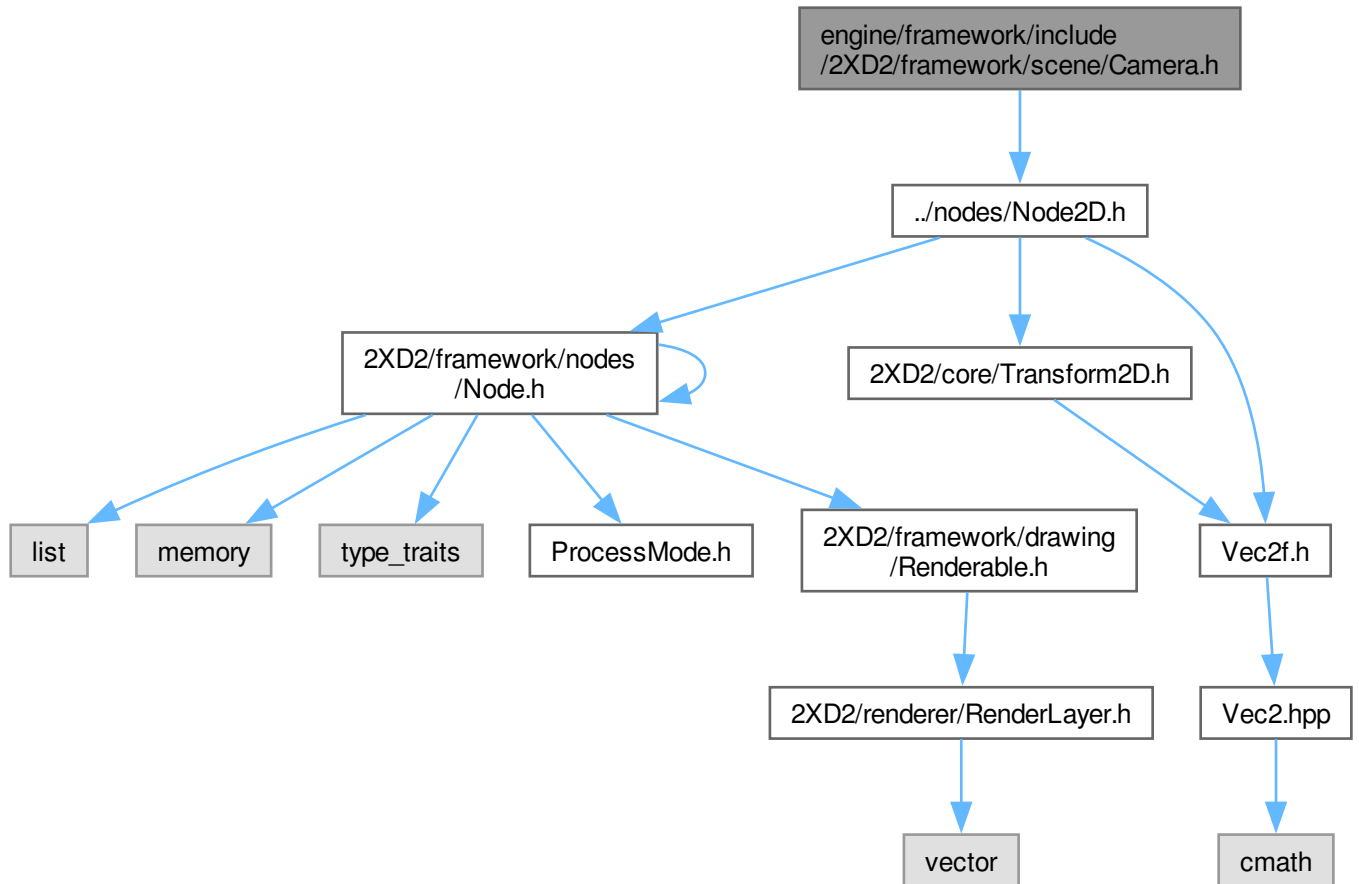 engine/framework/include
/2XD2/framework/scene/Camera.h
../nodes/Node2D.h
2XD2/framework/nodes
/Node.h
2XD2/core/Transform2D.h
list
memory
type_traits
ProcessMode.h
2XD2/framework/drawing
/Renderable.h
Vec2f.h
2XD2/renderer/RenderLayer.h
Vec2.hpp
vector
cmath